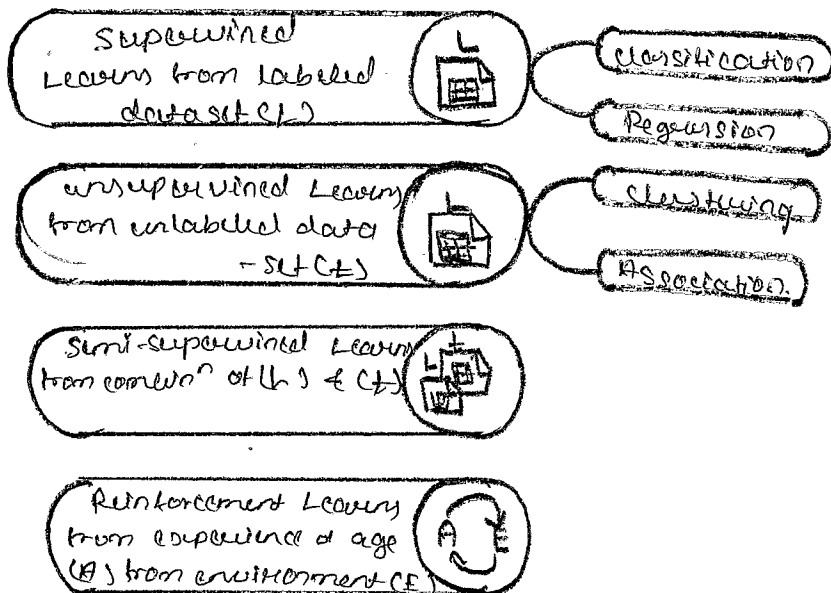 Supervised
Learns from labeled
dataset (L)
L
Classification
Regression
unsupervised Learns
from unlabeled data
-set (Ł)
Ł
Clustering
Association.
Semi-supervised Learns
from combinⁿ of (L) & (Ł)
L Ł
Reinforcement Learns
from experience of age
(A) from environment (E)
A
E